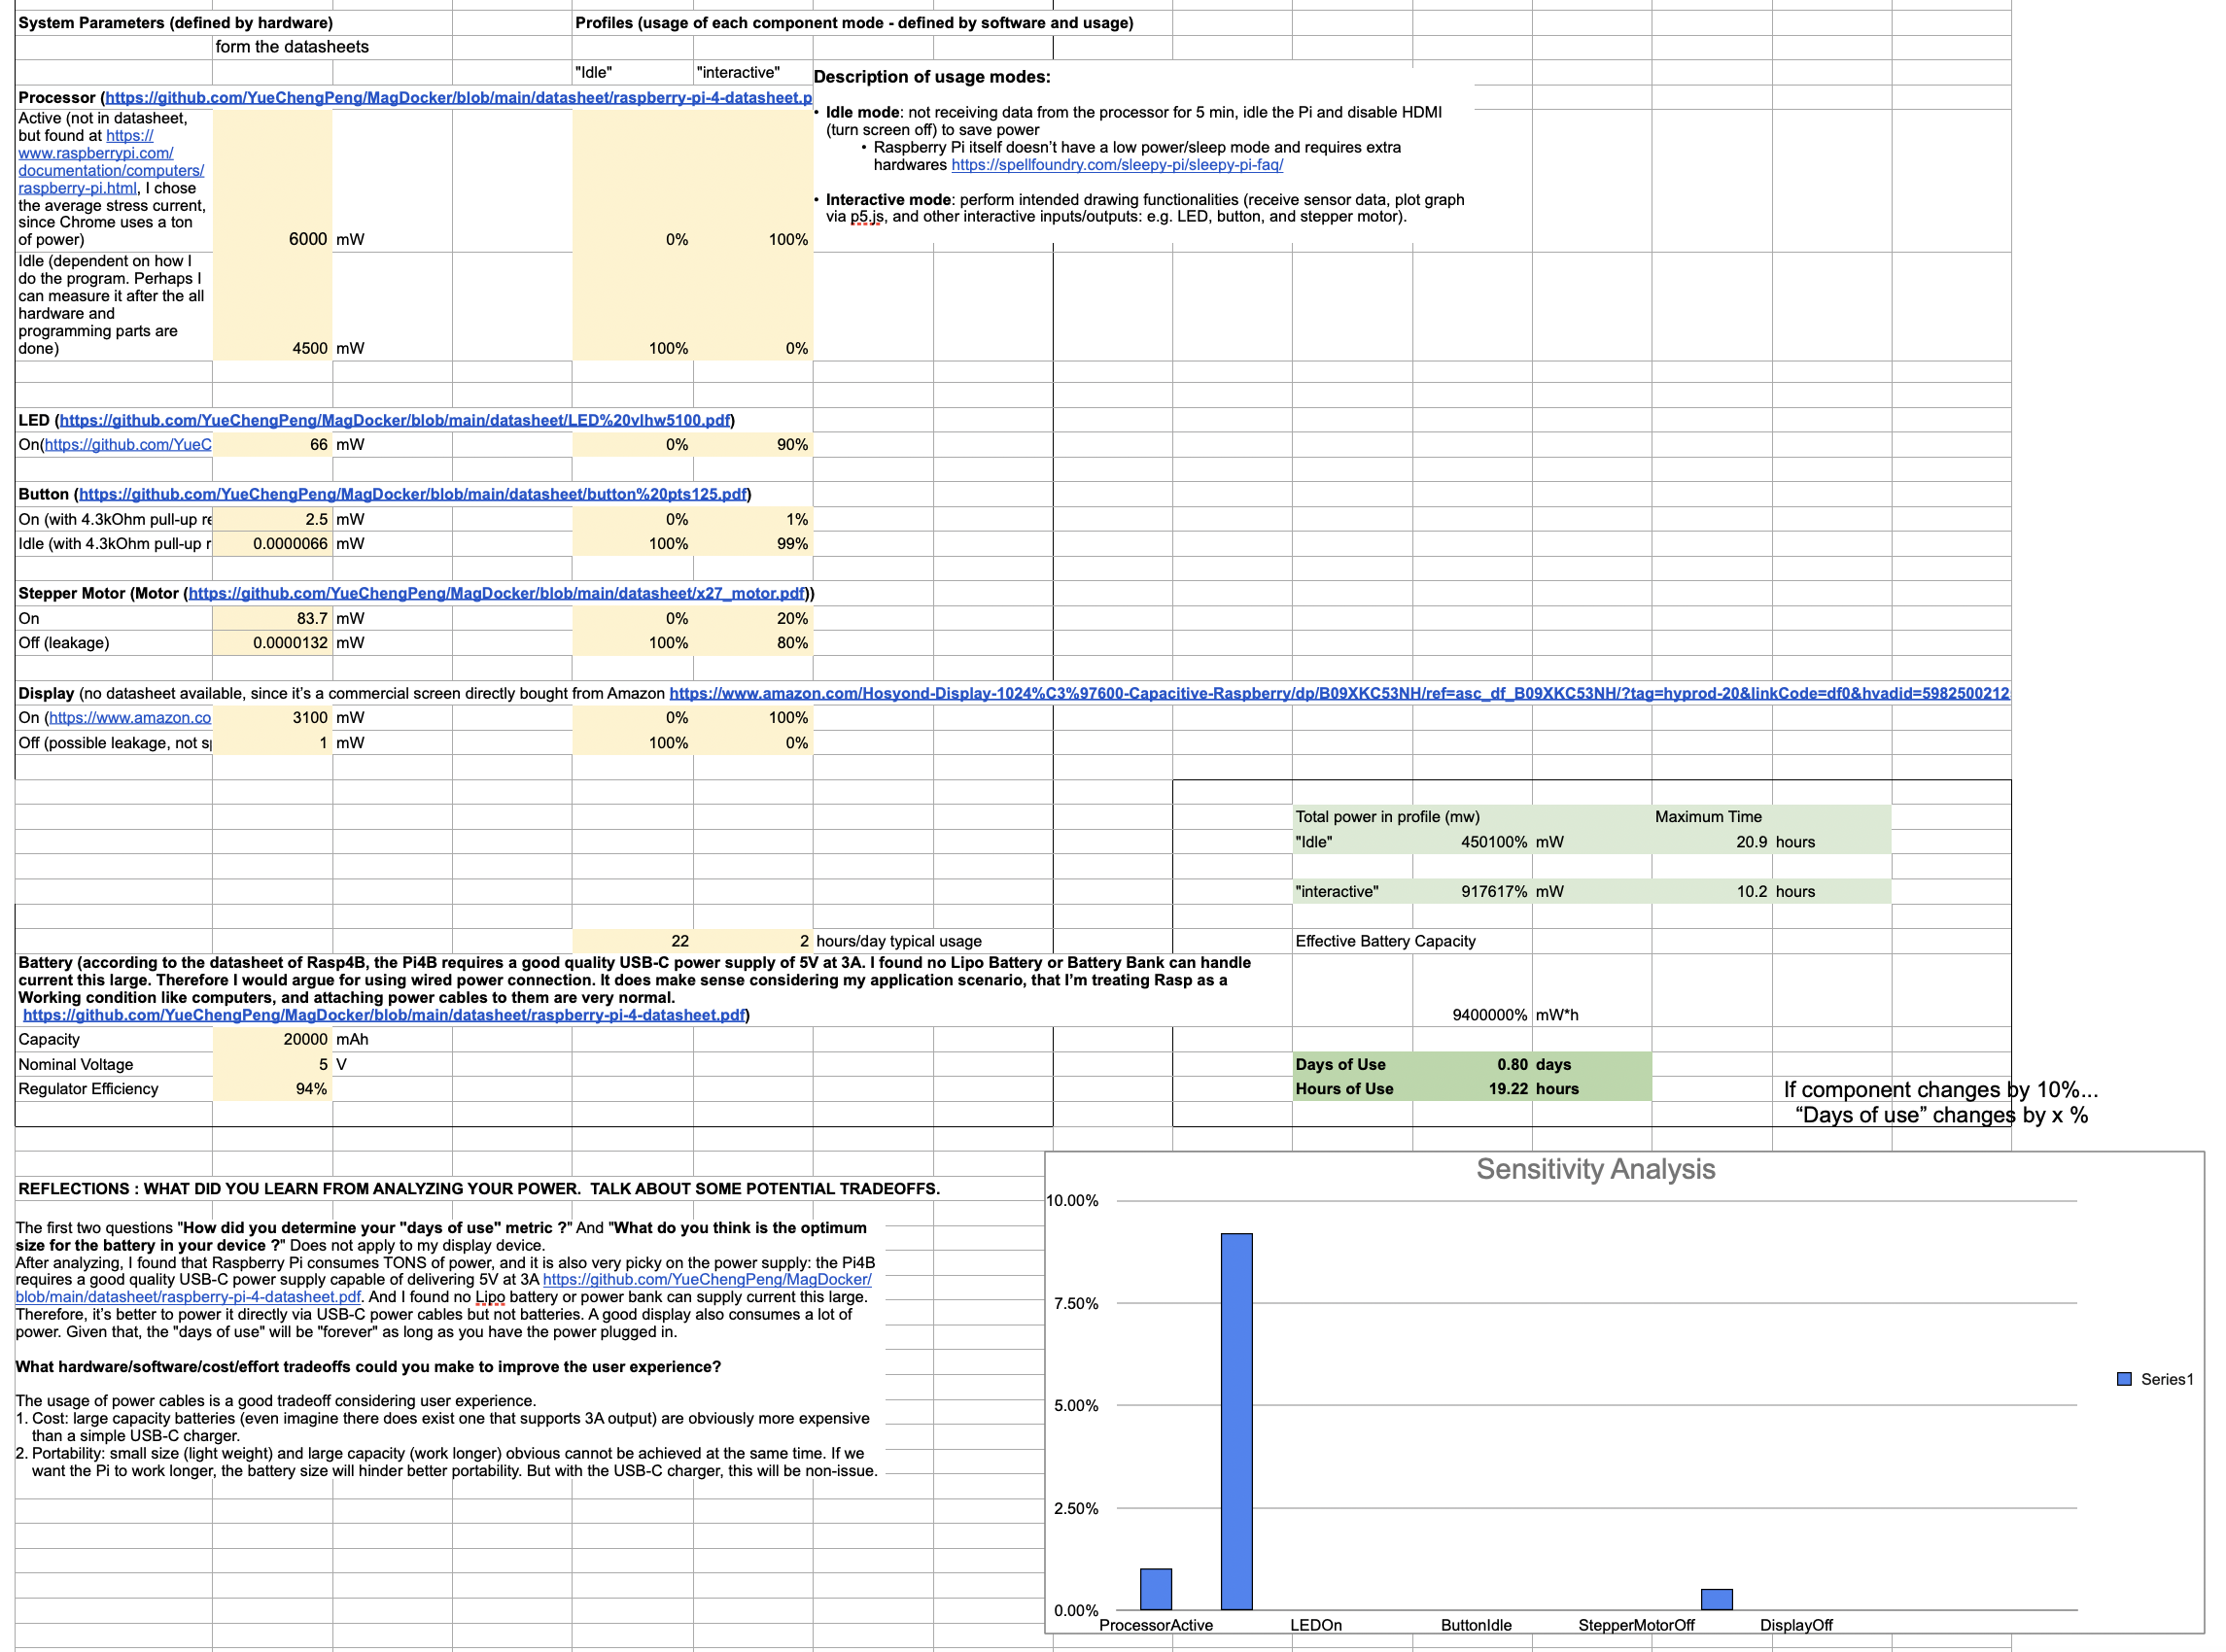 System Parameters (defined by hardware) Profiles (usage of each component mode - defined by software and usage)
form the datasheets
"Idle" "interactive"
Description of usage modes:
Processor (https://github.com/YueChengPeng/MagDocker/blob/main/datasheet/raspberry-pi-4-datasheet.p
• Idle mode: not receiving data from the processor for 5 min, idle the Pi and disable HDMI
(turn screen off) to save power
• Raspberry Pi itself doesn't have a low power/sleep mode and requires extra
hardwares https://spellfoundry.com/sleepy-pi/sleepy-pi-faq/
• Interactive mode: perform intended drawing functionalities (receive sensor data, plot graph
via p5.js, and other interactive inputs/outputs: e.g. LED, button, and stepper motor).
Active (not in datasheet,
but found at https://
www.raspberrypi.com/
documentation/computers/
raspberry-pi.html, I chose
the average stress current,
since Chrome uses a ton
of power) 6000 mW 0% 100%
Idle (dependent on how I
do the program. Perhaps I
can measure it after the all
hardware and
programming parts are
done) 4500 mW 100% 0%
LED (https://github.com/YueChengPeng/MagDocker/blob/main/datasheet/LED%20vlhw5100.pdf)
On(https://github.com/YueC 66 mW 0% 90%
Button (https://github.com/YueChengPeng/MagDocker/blob/main/datasheet/button%20pts125.pdf)
On (with 4.3kOhm pull-up re 2.5 mW 0% 1%
Idle (with 4.3kOhm pull-up r 0.0000066 mW 100% 99%
Stepper Motor (Motor (https://github.com/YueChengPeng/MagDocker/blob/main/datasheet/x27_motor.pdf))
On 83.7 mW 0% 20%
Off (leakage) 0.0000132 mW 100% 80%
Display (no datasheet available, since it's a commercial screen directly bought from Amazon https://www.amazon.com/Hosyond-Display-1024%C3%97600-Capacitive-Raspberry/dp/B09XKC53NH/ref=asc_df_B09XKC53NH/?tag=hyprod-20&linkCode=df0&hvadid=5982500212
On (https://www.amazon.co 3100 mW 0% 100%
Off (possible leakage, not sp 1 mW 100% 0%
Total power in profile (mw) Maximum Time
"Idle" 450100% mW 20.9 hours
"interactive" 917617% mW 10.2 hours
22 2 hours/day typical usage Effective Battery Capacity
Battery (according to the datasheet of Rasp4B, the Pi4B requires a good quality USB-C power supply of 5V at 3A. I found no Lipo Battery or Battery Bank can handle
current this large. Therefore I would argue for using wired power connection. It does make sense considering my application scenario, that I'm treating Rasp as a
Working condition like computers, and attaching power cables to them are very normal.
https://github.com/YueChengPeng/MagDocker/blob/main/datasheet/raspberry-pi-4-datasheet.pdf) 9400000% mW*h
Capacity 20000 mAh
Nominal Voltage 5 V Days of Use 0.80 days
Regulator Efficiency 94% Hours of Use 19.22 hours
If component changes by 10%...
“Days of use” changes by x %
REFLECTIONS : WHAT DID YOU LEARN FROM ANALYZING YOUR POWER. TALK ABOUT SOME POTENTIAL TRADEOFFS.
The first two questions "How did you determine your "days of use" metric ?" And "What do you think is the optimum
size for the battery in your device ?" Does not apply to my display device.
After analyzing, I found that Raspberry Pi consumes TONS of power, and it is also very picky on the power supply: the Pi4B
requires a good quality USB-C power supply capable of delivering 5V at 3A https://github.com/YueChengPeng/MagDocker/
blob/main/datasheet/raspberry-pi-4-datasheet.pdf. And I found no Lipo battery or power bank can supply current this large.
Therefore, it's better to power it directly via USB-C power cables but not batteries. A good display also consumes a lot of
power. Given that, the "days of use" will be "forever" as long as you have the power plugged in.
What hardware/software/cost/effort tradeoffs could you make to improve the user experience?
The usage of power cables is a good tradeoff considering user experience.
1. Cost: large capacity batteries (even imagine there does exist one that supports 3A output) are obviously more expensive
than a simple USB-C charger.
2. Portability: small size (light weight) and large capacity (work longer) obvious cannot be achieved at the same time. If we
want the Pi to work longer, the battery size will hinder better portability. But with the USB-C charger, this will be non-issue.
Sensitivity Analysis
10.00%
7.50%
5.00%
2.50%
0.00%
ProcessorActive LEDOn ButtonIdle StepperMotorOff DisplayOff
Series1